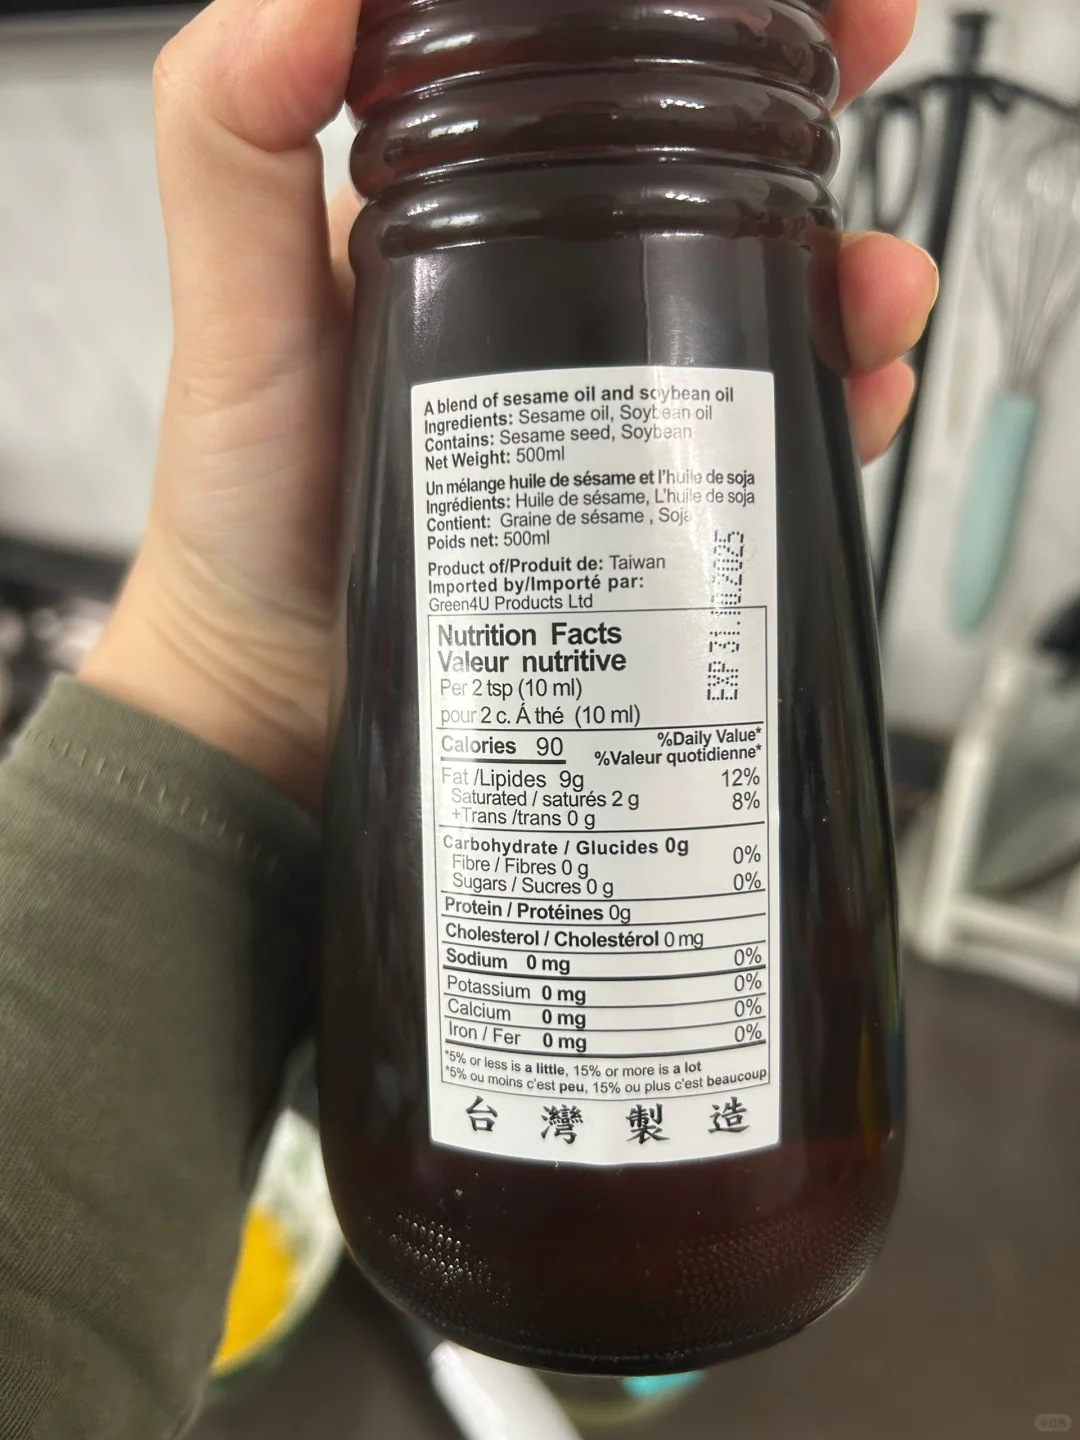 A blend of sesame oil and soybean oil
Ingredients: Sesame oil, Soybean oil
Contains: Sesame seed, Soybean
Net Weight: 500ml
Un mélange huile de sésame et l'huile de soja
Ingrédients: Huile de sésame, L'huile de soja
Contient: Graine de sésame , Soja
Poids net: 500ml
Product of/Produit de: Taiwan
Imported by/Importé par:
Green4U Products Ltd
EXP 31.10.2025
Nutrition Facts
Valeur nutritive
Per 2 tsp (10 ml)
pour 2 c. Á thé (10 ml)
Calories 90
%Daily Value*
%Valeur quotidienne*
Fat /Lipides 9g 12%
Saturated / saturés 2 g 8%
+Trans /trans 0 g
Carbohydrate / Glucides 0g
Fibre / Fibres 0 g 0%
Sugars / Sucres 0 g 0%
Protein / Protéines 0g
Cholesterol / Cholestérol 0 mg
Sodium 0 mg 0%
Potassium 0 mg 0%
Calcium 0 mg 0%
Iron / Fer 0 mg 0%
*5% or less is a little, 15% or more is a lot
*5% ou moins c'est peu, 15% ou plus c'est beaucoup
台灣製造
小红书